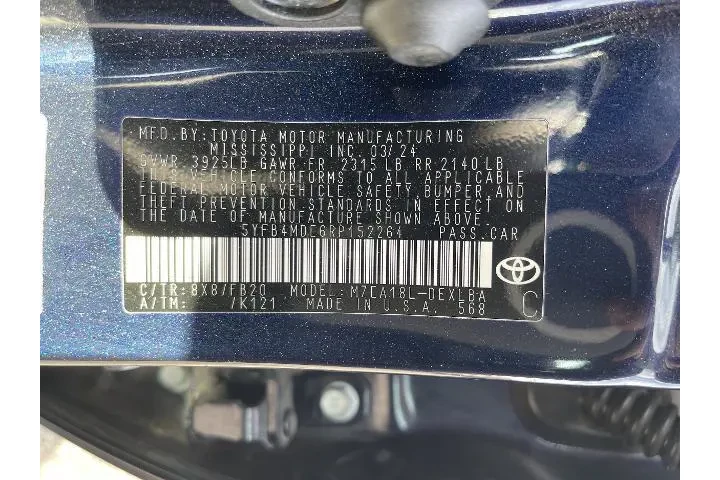 MFD. BY: TOYOTA MOTOR MANUFACTURING
MISSISSIPPI INC. 03/24
GVWR 3925LB GAWR FR 2315 LB RR 2140 LB
THIS VEHICLE CONFORMS TO ALL APPLICABLE
FEDERAL MOTOR VEHICLE SAFETY, BUMPER, AND
THEFT PREVENTION STANDARDS IN EFFECT ON
THE DATE OF MANUFACTURE SHOWN ABOVE.
5YFB4MDE6RP152264 PASS. CAR
C/TR: 8X8/FB20 MODEL: MZEA18L-DEXLBA
A/TM: /K121 MADE IN U.S.A. 568
C